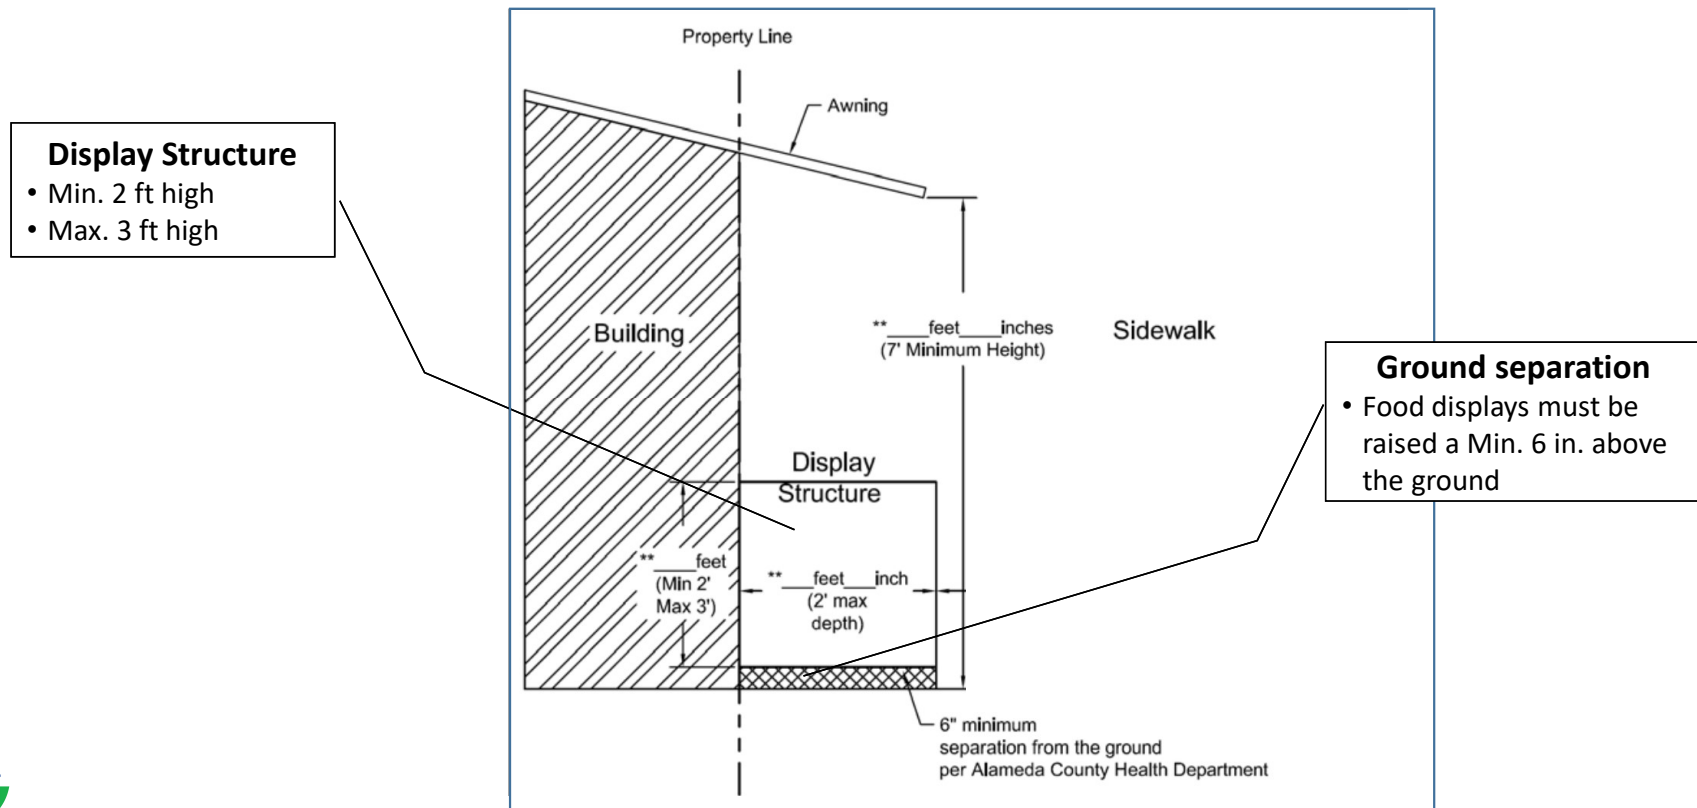 Property Line
Awning
Display Structure
• Min. 2 ft high
• Max. 3 ft high
Building
**____feet____inches
(7' Minimum Height)
Sidewalk
Ground separation
• Food displays must be
raised a Min. 6 in. above
the ground
Display
Structure
**____feet
(Min 2'
Max 3')
**___feet___inch
(2' max
depth)
6" minimum
separation from the ground
per Alameda County Health Department